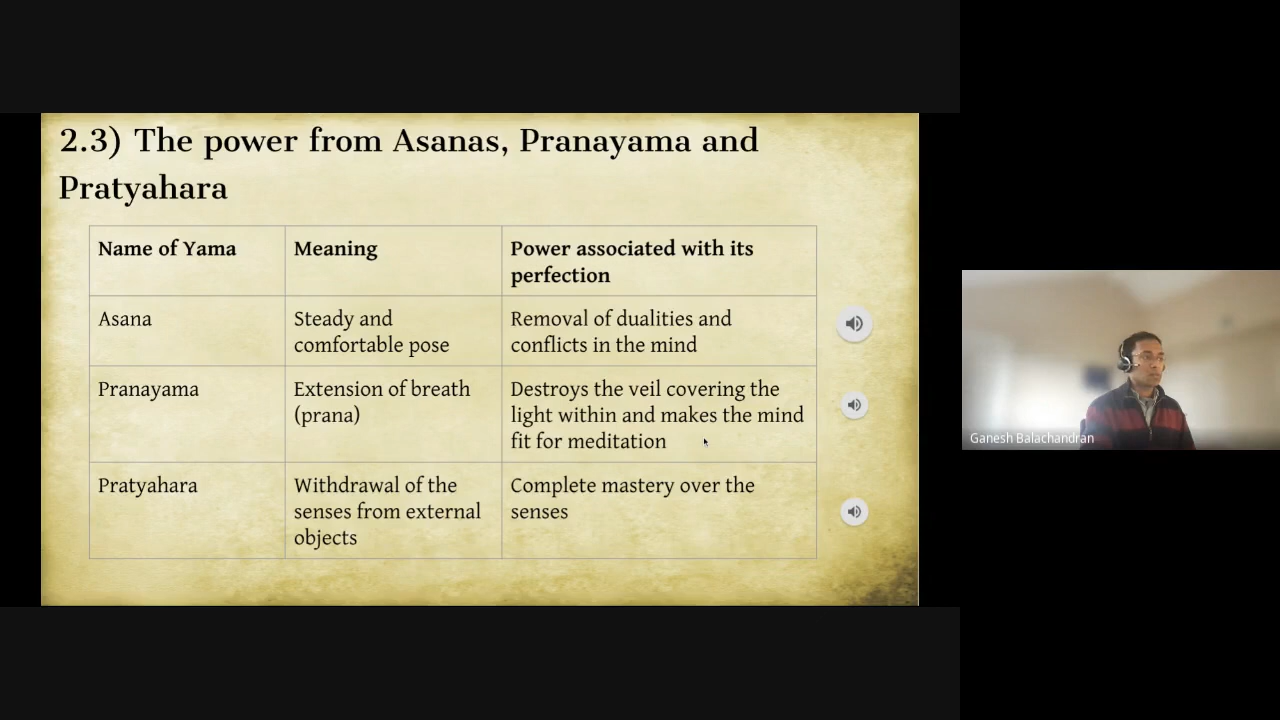 2.3) The power from Asanas, Pranayama and
Pratyahara
Name of Yama
Meaning
Power associated with its
perfection
Asana
Steady and
comfortable pose
Removal of dualities and
conflicts in the mind
Pranayama
Extension of breath
(prana)
Destroys the veil covering the
light within and makes the mind
fit for meditation
Pratyahara
Withdrawal of the
senses from external
objects
Complete mastery over the
senses
Ganesh Balachandran